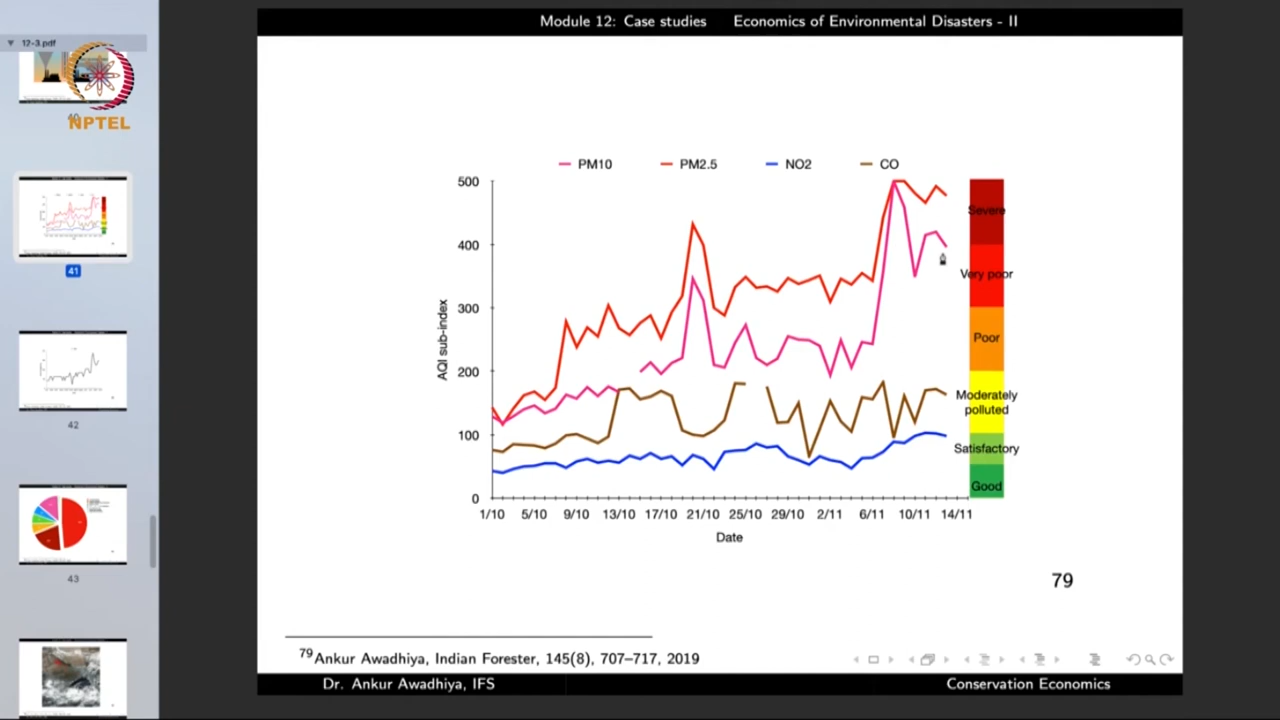 Module 12: Case studies Economics of Environmental Disasters - II
12-3.pdf
NPTEL
40
41
42
43
PM10 PM2.5 NO2 CO
500
400
300
200
100
0
AQI sub-index
1/10 5/10 9/10 13/10 17/10 21/10 25/10 29/10 2/11 6/11 10/11 14/11
Date
Severe
Very poor
Poor
Moderately
polluted
Satisfactory
Good
79
79Ankur Awadhiya, Indian Forester, 145(8), 707–717, 2019
Dr. Ankur Awadhiya, IFS Conservation Economics